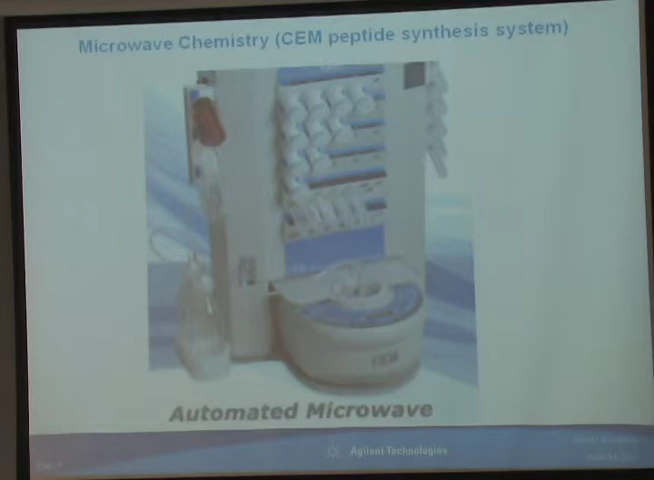 Microwave Chemistry (CEM peptide synthesis system)
CEM
Automated Microwave
Agilent Technologies